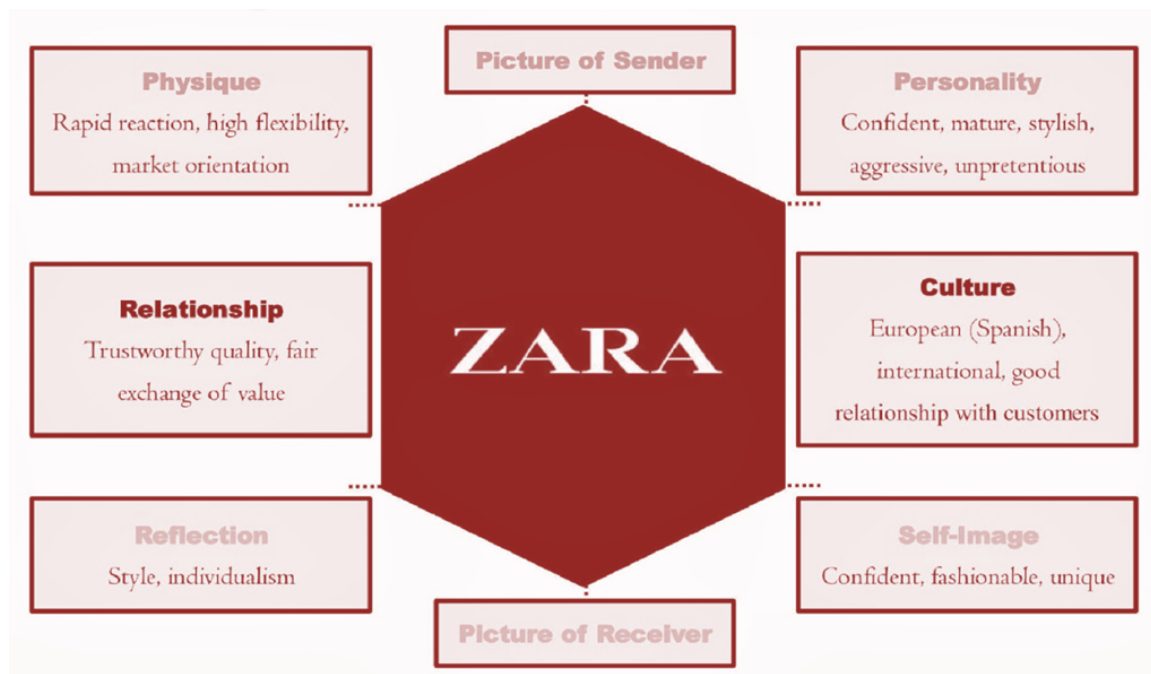 Picture of Sender
Physique
Rapid reaction, high flexibility,
market orientation
Personality
Confident, mature, stylish,
aggressive, unpretentious
Relationship
Trustworthy quality, fair
exchange of value
ZARA
Culture
European (Spanish),
international, good
relationship with customers
Reflection
Style, individualism
Self-Image
Confident, fashionable, unique
Picture of Receiver